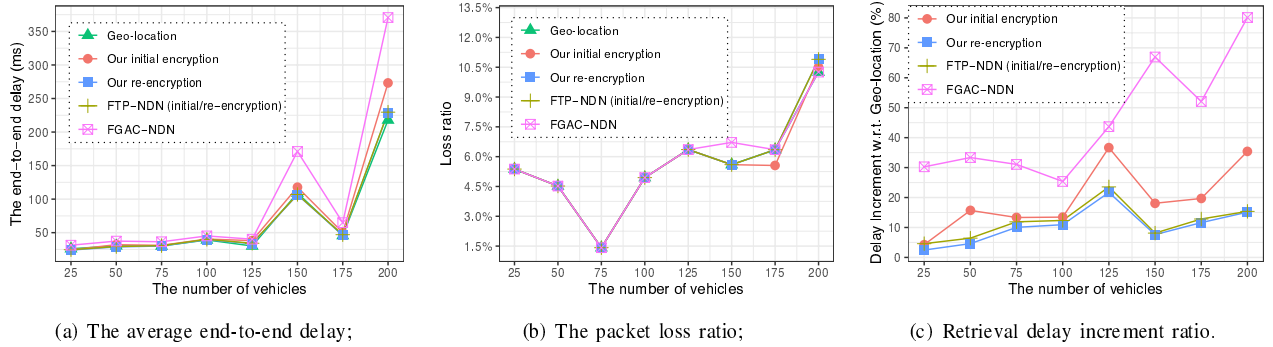 The end−to−end delay (ms)
350
300
250
200
150
100
50
Geo-location
Our initial encryption
Our re-encryption
FTP−NDN (initial/re−encryption)
FGAC−NDN
25 50 75 100 125 150 175 200
The number of vehicles
(a) The average end-to-end delay;
Loss ratio
13.5%
12.0%
10.5%
9.0%
7.5%
6.0%
4.5%
3.0%
1.5%
Geo-location
Our initial encryption
Our re-encryption
FTP−NDN (initial/re−encryption)
FGAC−NDN
25 50 75 100 125 150 175 200
The number of vehicles
(b) The packet loss ratio;
Delay Increment w.r.t. Geo-location (%)
80
70
60
50
40
30
20
10
0
Our initial encryption
Our re-encryption
FTP−NDN (initial/re−encryption)
FGAC−NDN
25 50 75 100 125 150 175 200
The number of vehicles
(c) Retrieval delay increment ratio.